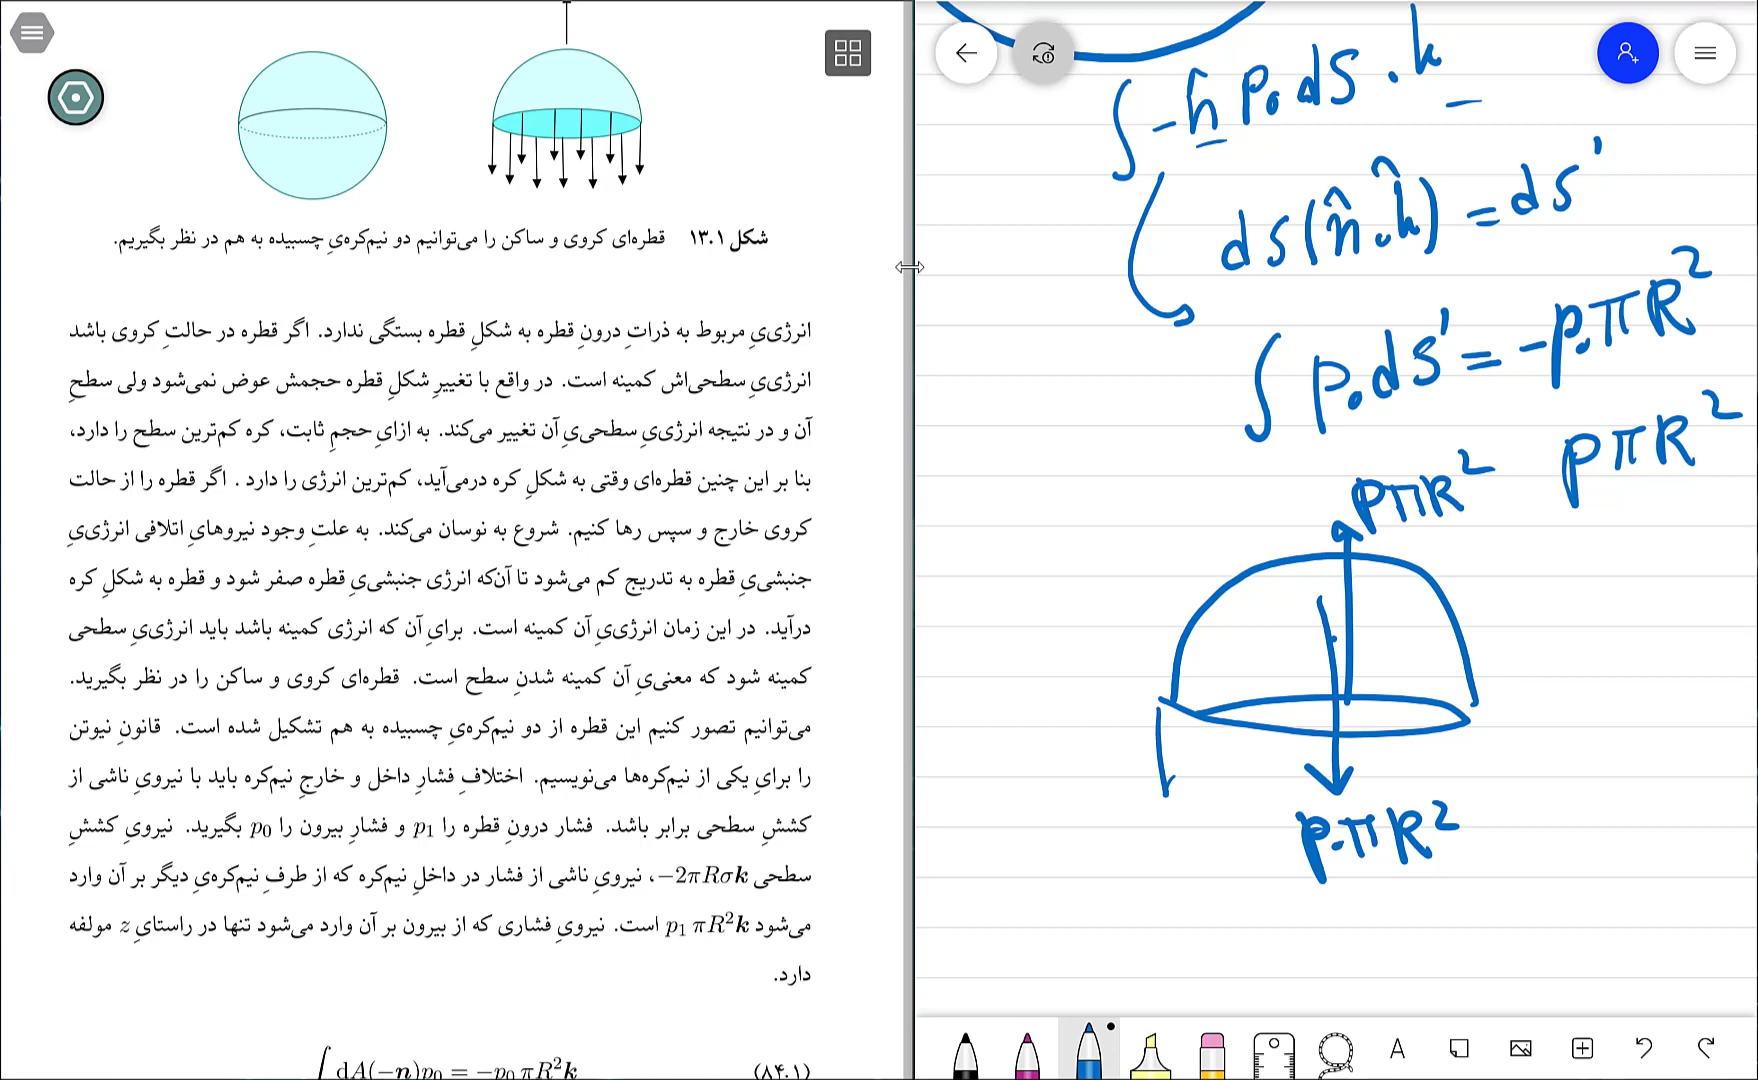 شکل ۱۳.۱ قطره‌ای کروی و ساکن را می‌توانیم دو نیم‌کره‌یِ چسبیده به هم در نظر بگیریم.
انرژی‌یِ مربوط به ذراتِ درونِ قطره به شکلِ قطره بستگی ندارد. اگر قطره در حالتِ کروی باشد
انرژی‌یِ سطحی‌اش کمینه است. در واقع با تغییرِ شکلِ قطره حجمش عوض نمی‌شود ولی سطحِ
آن و در نتیجه انرژی‌یِ سطحی‌یِ آن تغییر می‌کند. به ازایِ حجمِ ثابت، کره کم‌ترین سطح را دارد،
بنا بر این چنین قطره‌ای وقتی به شکلِ کره درمی‌آید، کم‌ترین انرژی را دارد . اگر قطره را از حالت
کروی خارج و سپس رها کنیم. شروع به نوسان می‌کند. به علتِ وجود نیروهایِ اتلافی انرژی‌یِ
جنبشی‌یِ قطره به تدریج کم می‌شود تا آن‌که انرژی جنبشی‌یِ قطره صفر شود و قطره به شکلِ کره
درآید. در این زمان انرژی‌یِ آن کمینه است. برایِ آن که انرژی کمینه باشد باید انرژی‌یِ سطحی
کمینه شود که معنی‌یِ آن کمینه شدنِ سطح است. قطره‌ای کروی و ساکن را در نظر بگیرید.
می‌توانیم تصور کنیم این قطره از دو نیم‌کره‌یِ چسبیده به هم تشکیل شده است. قانونِ نیوتن
را برایِ یکی از نیم‌کره‌ها می‌نویسیم. اختلافِ فشارِ داخل و خارجِ نیم‌کره باید با نیرویِ ناشی از
کششِ سطحی برابر باشد. فشار درونِ قطره را p₁ و فشارِ بیرون را p₀ بگیرید. نیرویِ کششِ
سطحی −2πRσk، نیرویِ ناشی از فشار در داخلِ نیم‌کره که از طرفِ نیم‌کره‌یِ دیگر بر آن وارد
می‌شود p₁ πR²k است. نیرویِ فشاری که از بیرون بر آن وارد می‌شود تنها در راستایِ z مولفه
دارد.
∫ dA(−n)p₀ = −p₀ πR²k (۸۴.۱)
∫ -n̂ P₀ dS . k
dS(n̂.k̂) = dS'
∫ P₀ dS' = -P₀πR²
PπR²
PπR²
P₀πR²
A